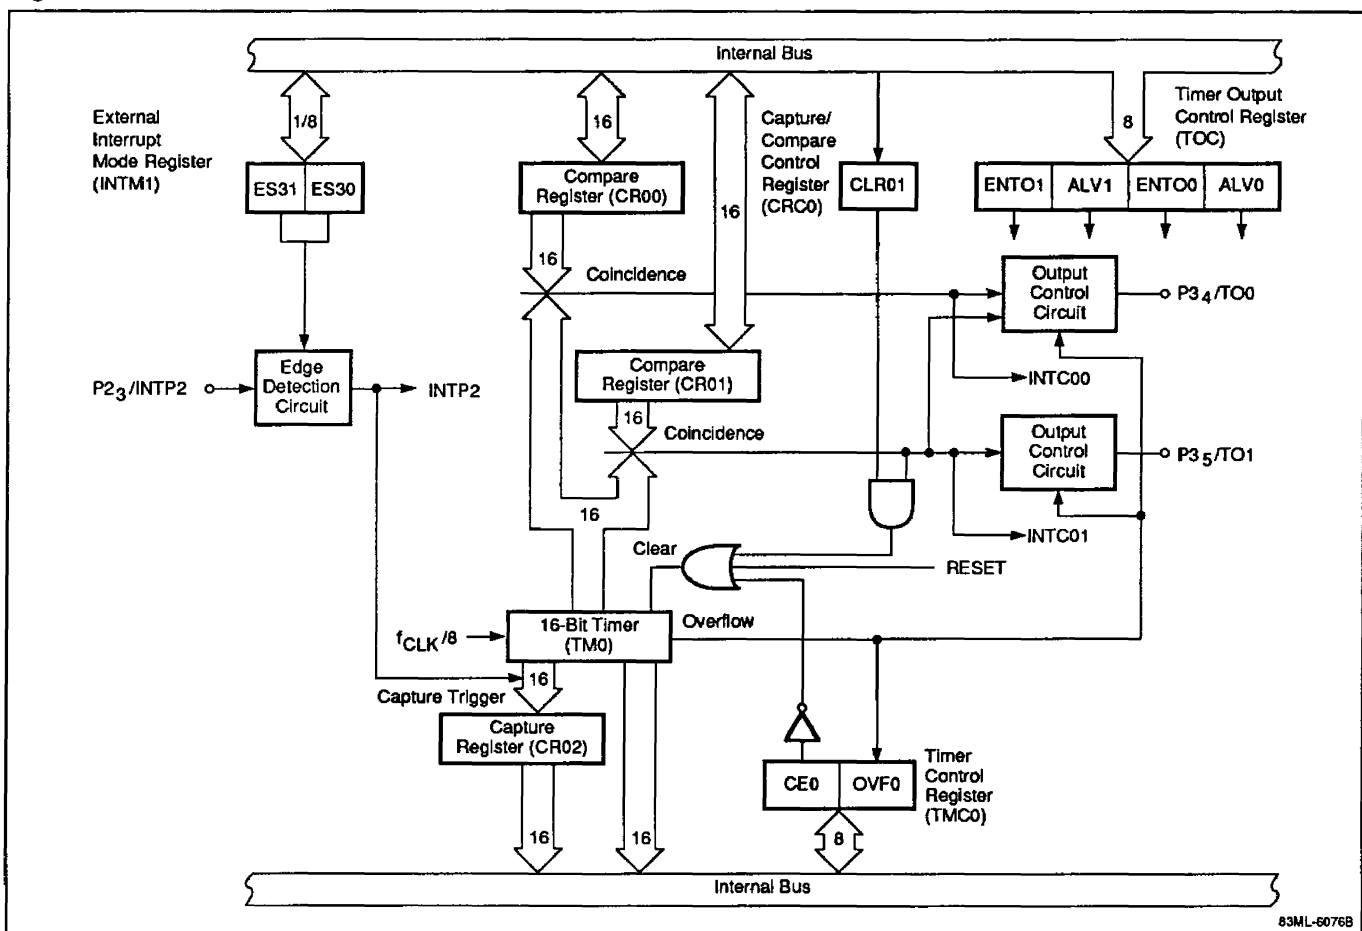 Internal Bus
External
Interrupt
Mode Register
(INTM1)
1/8
ES31
ES30
16
Compare
Register (CR00)
16
16
Capture/
Compare
Control
Register
(CRC0)
CLR01
8
Timer Output
Control Register
(TOC)
ENTO1
ALV1
ENTO0
ALV0
Coincidence
Output
Control
Circuit
P34/TO0
INTC00
P23/INTP2
Edge
Detection
Circuit
INTP2
Compare
Register (CR01)
16
Coincidence
Output
Control
Circuit
P35/TO1
INTC01
16
Clear
RESET
fCLK/8
16-Bit Timer
(TM0)
Overflow
16
Capture Trigger
Capture
Register (CR02)
CE0
OVF0
Timer
Control
Register
(TMC0)
16
16
8
Internal Bus
83ML-6076B